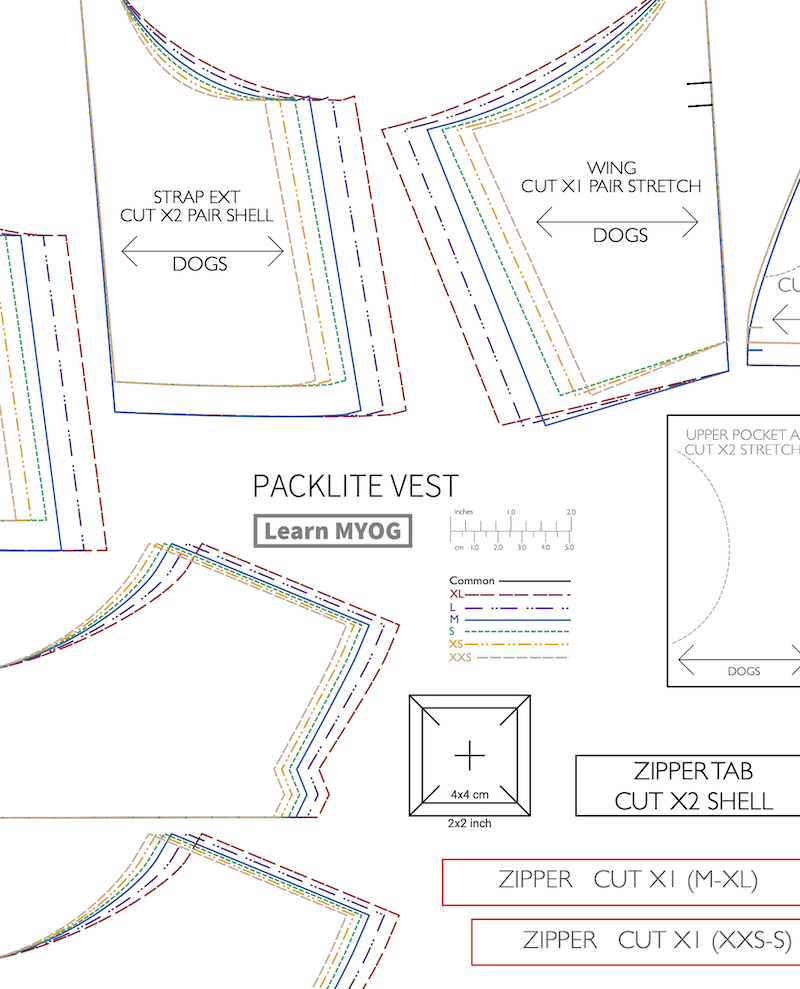 STRAP EXT
CUT X2 PAIR SHELL
DOGS
WING
CUT X1 PAIR STRETCH
DOGS
CU
UPPER POCKET A
CUT X2 STRETCH
DOGS
PACKLITE VEST
Learn MYOG
inches 1.0 2.0
cm 1.0 2.0 3.0 4.0 5.0
Common
XL
L
M
S
XS
XXS
4x4 cm
2x2 inch
ZIPPER TAB
CUT X2 SHELL
ZIPPER CUT X1 (M-XL)
ZIPPER CUT X1 (XXS-S)